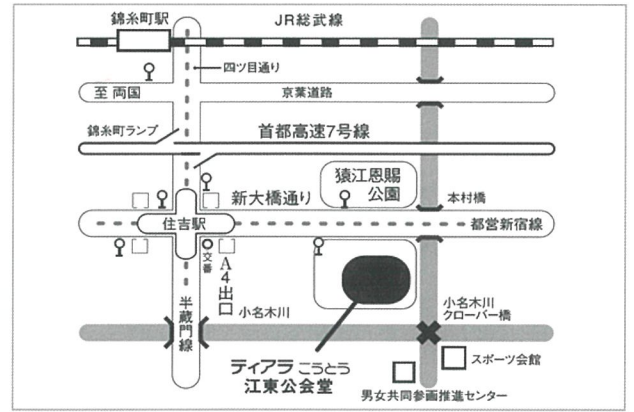 錦糸町駅
JR総武線
四ツ目通り
至 両国
京葉道路
錦糸町ランプ
首都高速7号線
猿江恩賜
公園
新大橋通り
本村橋
住吉駅
都営新宿線
交番
A4出口
半蔵門線
小名木川
小名木川
クローバー橋
ティアラ こうとう
江東公会堂
スポーツ会館
男女共同参画推進センター